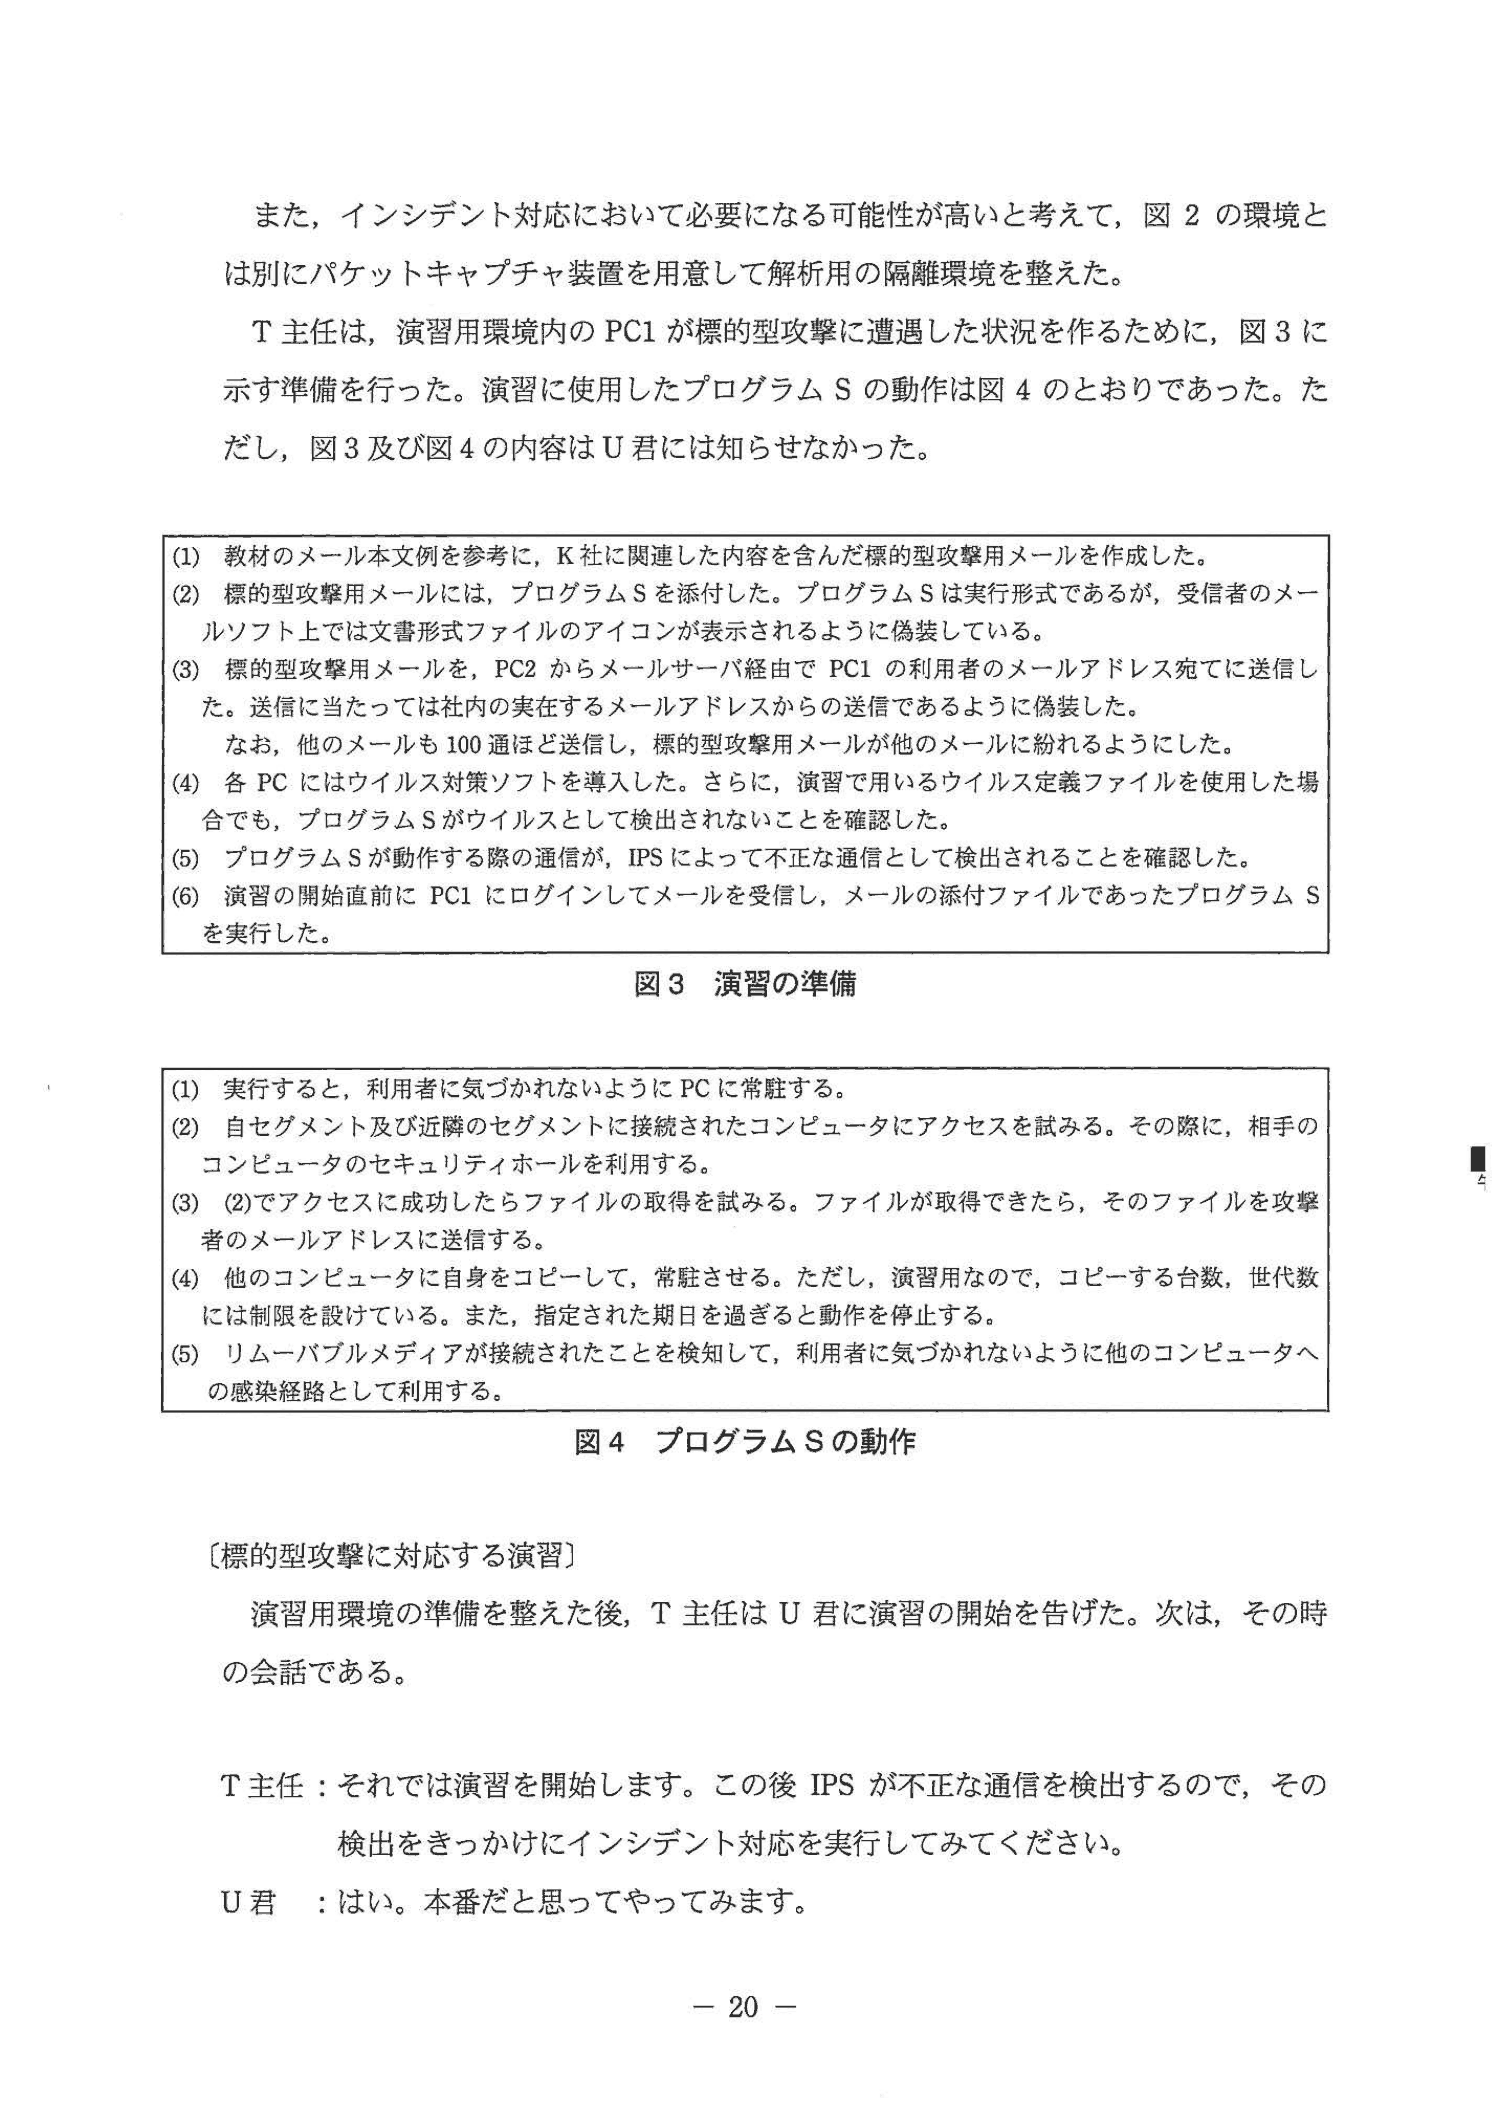 また，インシデント対応において必要になる可能性が高いと考えて，図 2 の環境と
は別にパケットキャプチャ装置を用意して解析用の隔離環境を整えた。
T 主任は，演習用環境内の PC1 が標的型攻撃に遭遇した状況を作るために，図 3 に
示す準備を行った。演習に使用したプログラム S の動作は図 4 のとおりであった。た
だし，図 3 及び図 4 の内容は U 君には知らせなかった。
(1) 教材のメール本文例を参考に，K 社に関連した内容を含んだ標的型攻撃用メールを作成した。
(2) 標的型攻撃用メールには，プログラム S を添付した。プログラム S は実行形式であるが，受信者のメー
ルソフト上では文書形式ファイルのアイコンが表示されるように偽装している。
(3) 標的型攻撃用メールを，PC2 からメールサーバ経由で PC1 の利用者のメールアドレス宛てに送信し
た。送信に当たっては社内の実在するメールアドレスからの送信であるように偽装した。
なお，他のメールも 100 通ほど送信し，標的型攻撃用メールが他のメールに紛れるようにした。
(4) 各 PC にはウイルス対策ソフトを導入した。さらに，演習で用いるウイルス定義ファイルを使用した場
合でも，プログラム S がウイルスとして検出されないことを確認した。
(5) プログラム S が動作する際の通信が，IPS によって不正な通信として検出されることを確認した。
(6) 演習の開始直前に PC1 にログインしてメールを受信し，メールの添付ファイルであったプログラム S
を実行した。
図 3　演習の準備
(1) 実行すると，利用者に気づかれないように PC に常駐する。
(2) 自セグメント及び近隣のセグメントに接続されたコンピュータにアクセスを試みる。その際に，相手の
コンピュータのセキュリティホールを利用する。
(3) (2)でアクセスに成功したらファイルの取得を試みる。ファイルが取得できたら，そのファイルを攻撃
者のメールアドレスに送信する。
(4) 他のコンピュータに自身をコピーして，常駐させる。ただし，演習用なので，コピーする台数，世代数
には制限を設けている。また，指定された期日を過ぎると動作を停止する。
(5) リムーバブルメディアが接続されたことを検知して，利用者に気づかれないように他のコンピュータへ
の感染経路として利用する。
図 4　プログラム S の動作
〔標的型攻撃に対応する演習〕
演習用環境の準備を整えた後，T 主任は U 君に演習の開始を告げた。次は，その時
の会話である。
T 主任：それでは演習を開始します。この後 IPS が不正な通信を検出するので，その
検出をきっかけにインシデント対応を実行してみてください。
U 君　：はい。本番だと思ってやってみます。
－ 20 －